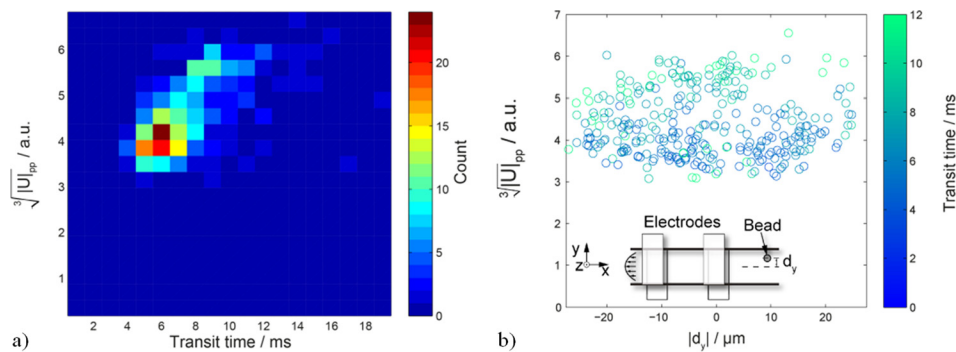 6
5
4
3
2
1
∛|U|pp / a.u.
2 4 6 8 10 12 14 16 18
Transit time / ms
20
15
10
5
0
Count
a)
7
6
5
4
3
2
1
0
∛|U|pp / a.u.
Electrodes
Bead
y
z
x
dy
−20 −10 0 10 20
|dy| / µm
12
10
8
6
4
2
0
Transit time / ms
b)